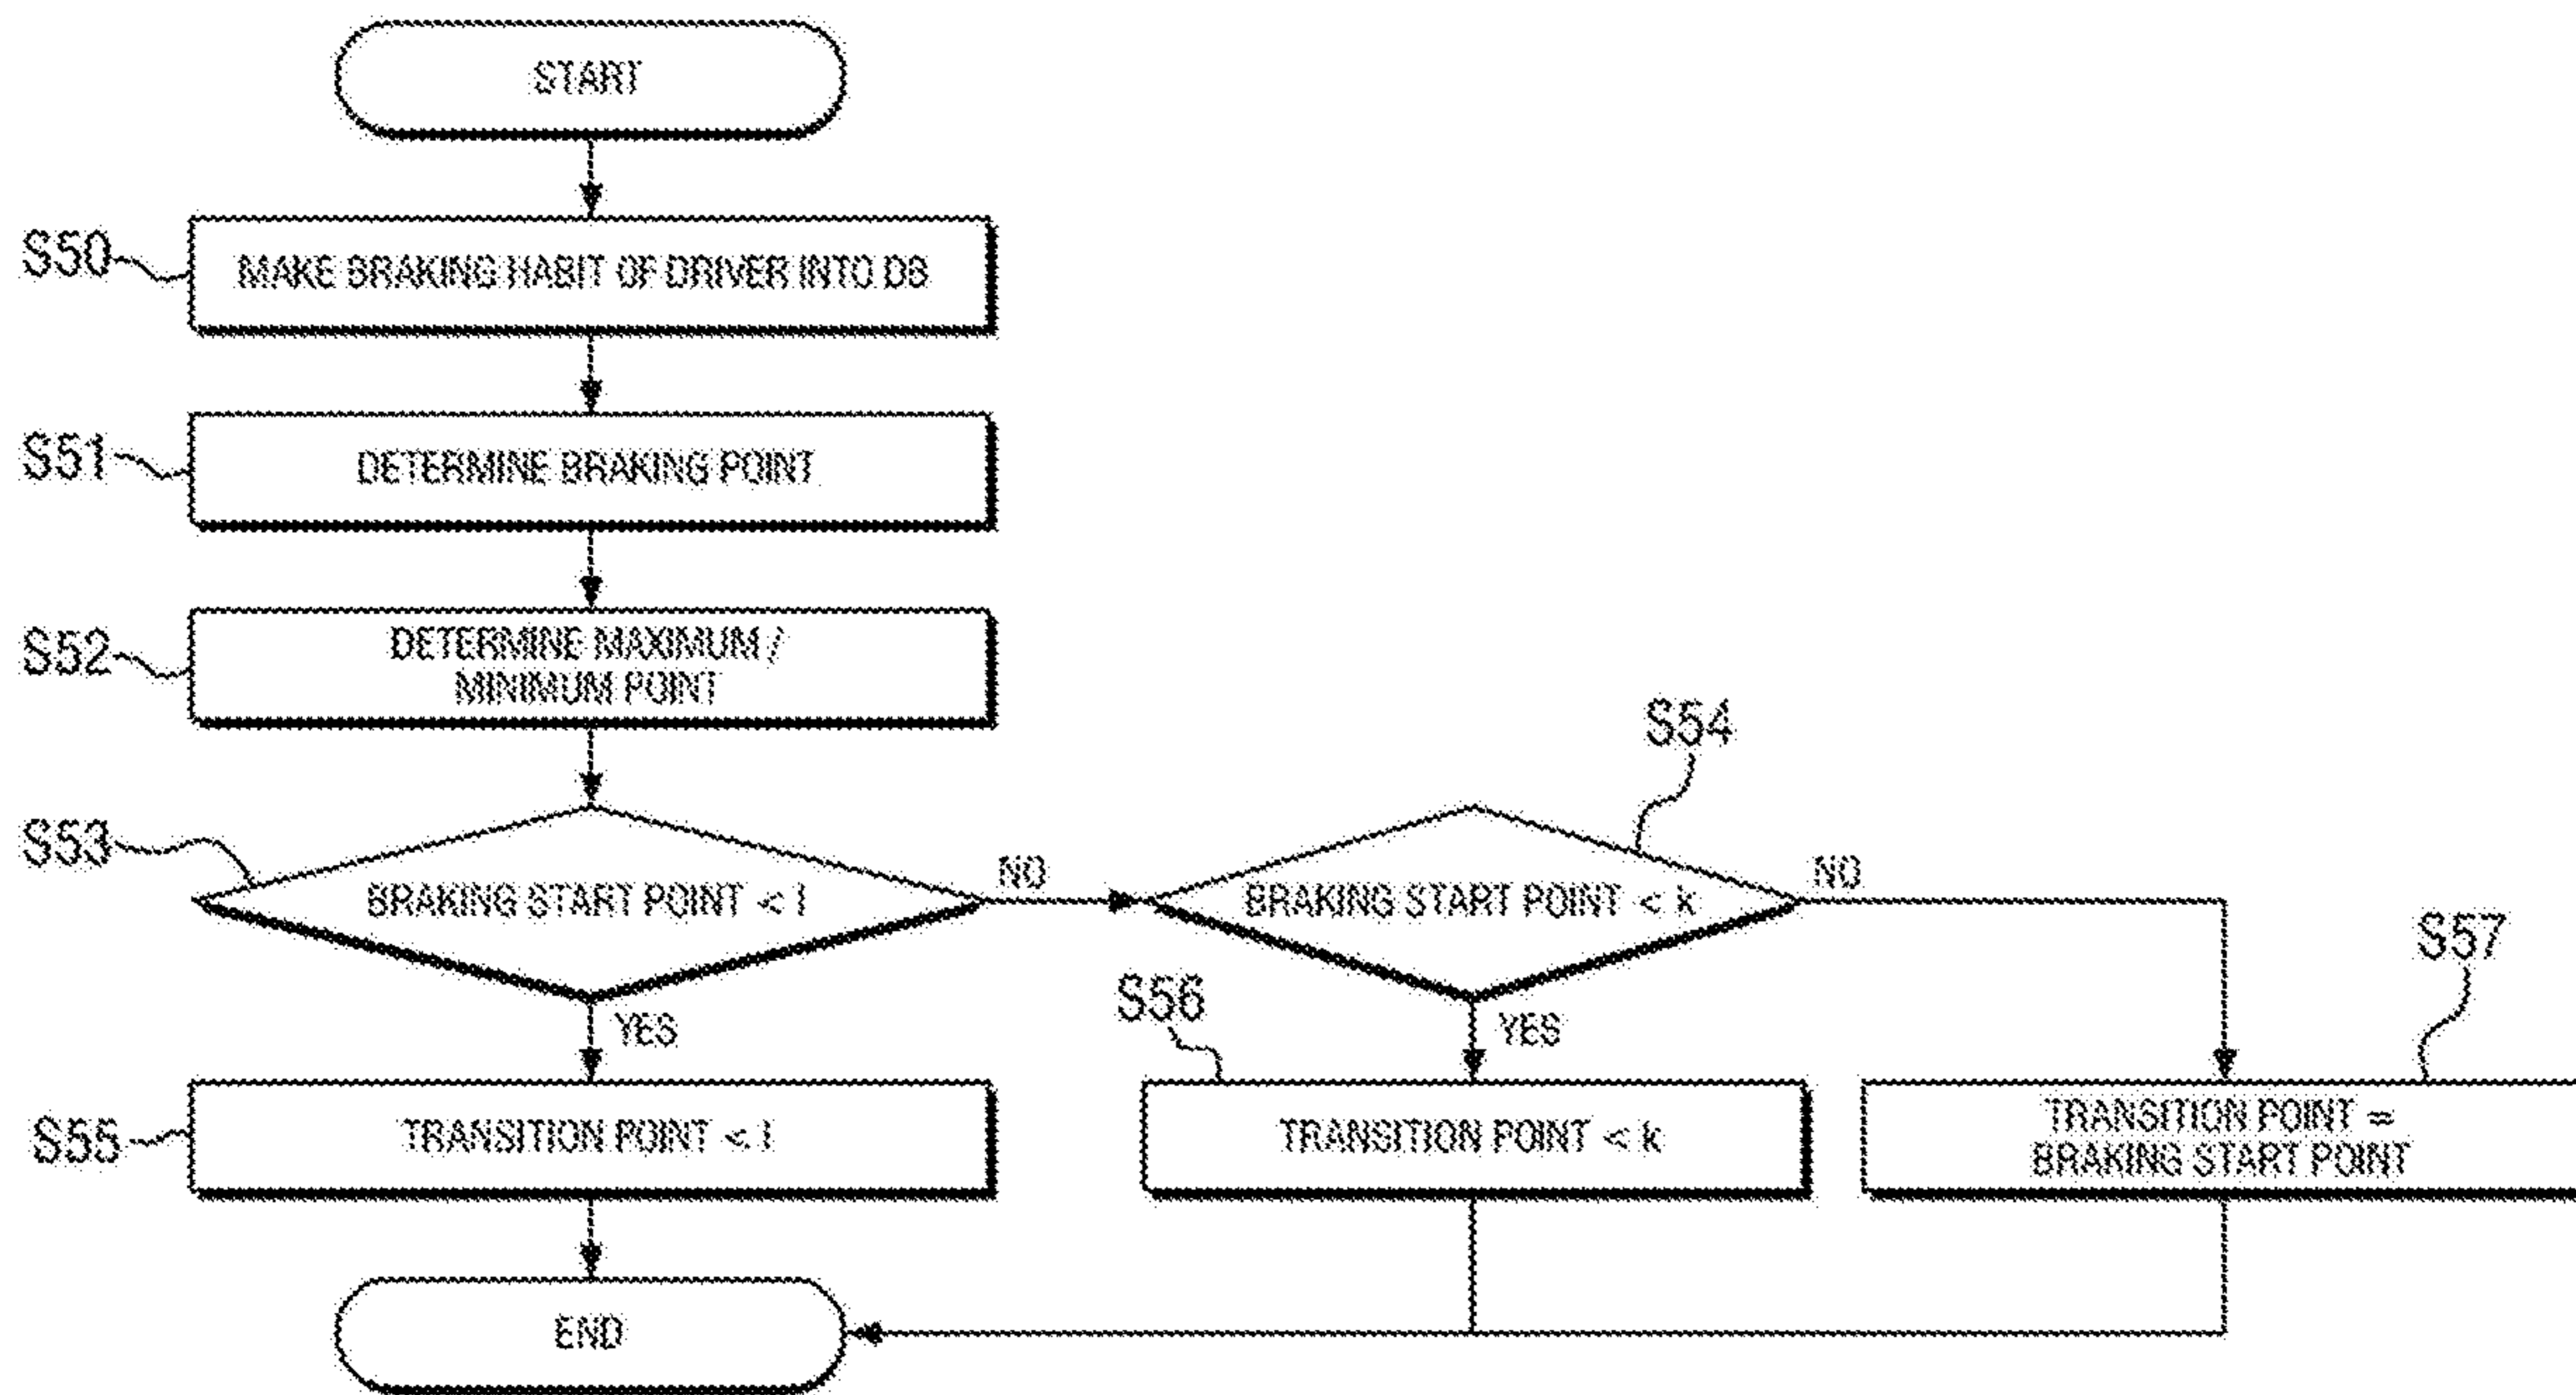 START
S50
MAKE BRAKING HABIT OF DRIVER INTO DB
S51
DETERMINE BRAKING POINT
S52
DETERMINE MAXIMUM /
MINIMUM POINT
S53
BRAKING START POINT < l
NO
S54
BRAKING START POINT < k
NO
YES
YES
S55
TRANSITION POINT < l
S56
TRANSITION POINT < k
S57
TRANSITION POINT =
BRAKING START POINT
END